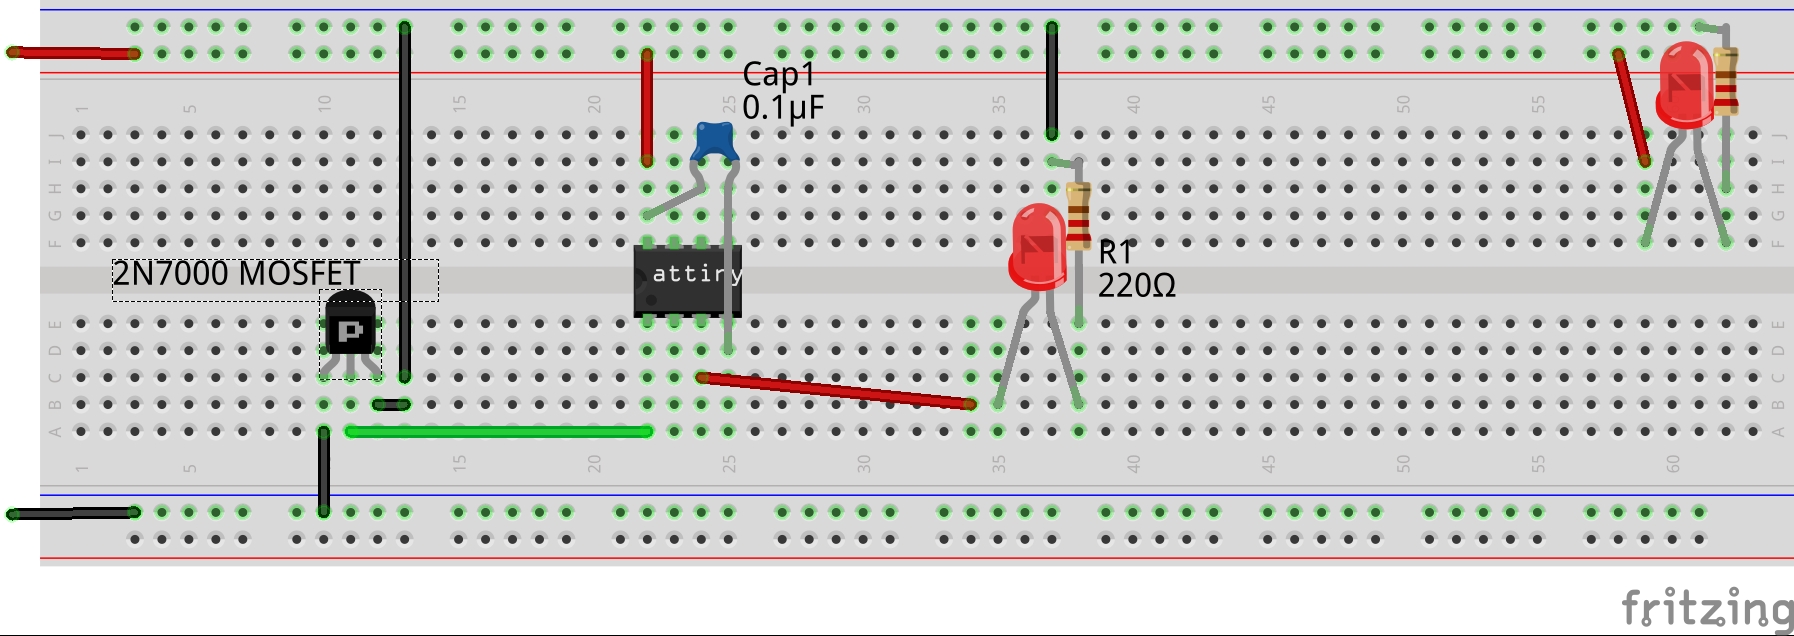 Cap1
0.1µF
1 5 10 15 20 25 30 35 40 45 50 55
J J
I I
H H
G G
F F
2N7000 MOSFET
attiny
P
R1
220Ω
E E
D D
C C
B B
A A
1 5 15 20 25 30 35 40 45 50 55 60
fritzing